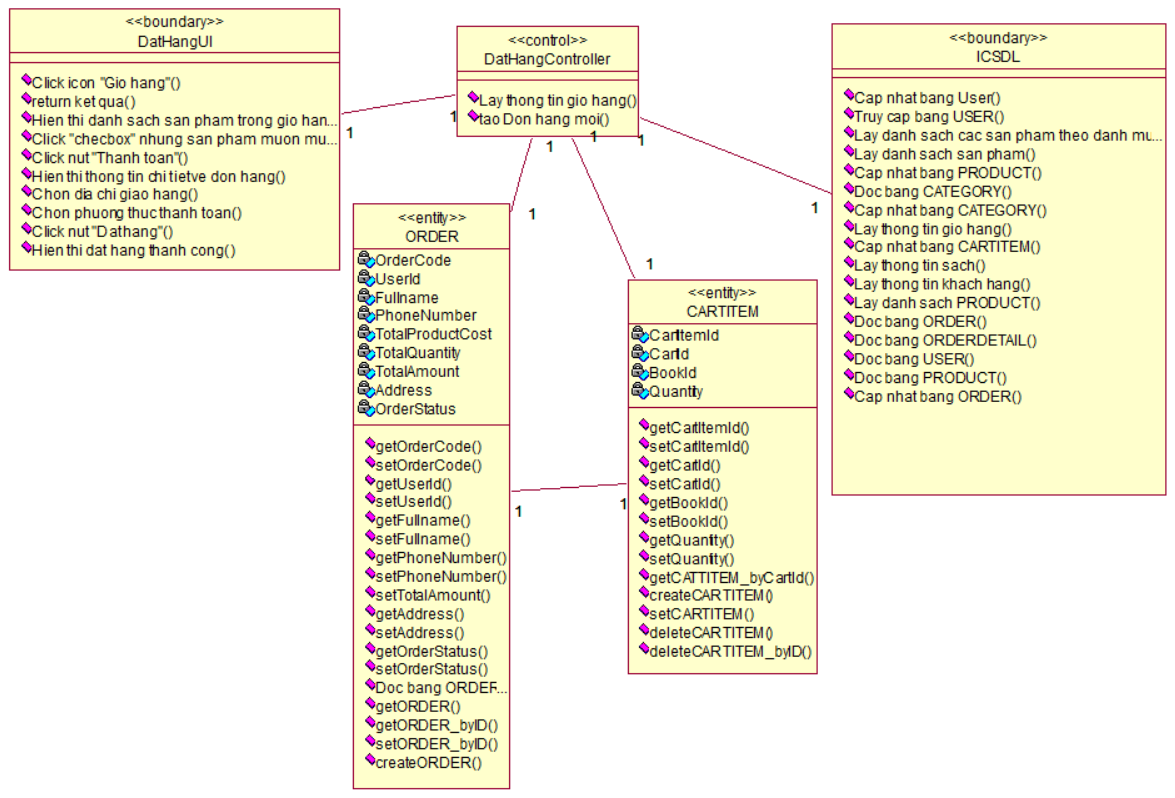 <<boundary>>
DatHangUI
Click icon "Gio hang"()
return ket qua()
Hien thi danh sach san pham trong gio han...
Click "checbox" nhung san pham muon mu...
Click nut "Thanh toan"()
Hien thi thong tin chi tietve don hang()
Chon dia chi giao hang()
Chon phuong thuc thanh toan()
Click nut "Dathang"()
Hien thi dat hang thanh cong()
<<control>>
DatHangController
Lay thong tin gio hang()
tao Don hang moi()
<<boundary>>
ICSDL
Cap nhat bang User()
Truy cap bang USER()
Lay danh sach cac san pham theo danh mu...
Lay danh sach san pham()
Cap nhat bang PRODUCT()
Doc bang CATEGORY()
Cap nhat bang CATEGORY()
Lay thong tin gio hang()
Cap nhat bang CARTITEM()
Lay thong tin sach()
Lay thong tin khach hang()
Lay danh sach PRODUCT()
Doc bang ORDER()
Doc bang ORDERDETAIL()
Doc bang USER()
Doc bang PRODUCT()
Cap nhat bang ORDER()
1
1
1
1
1
1
1
1
<<entity>>
ORDER
OrderCode
UserId
Fullname
PhoneNumber
TotalProductCost
TotalQuantity
TotalAmount
Address
OrderStatus
getOrderCode()
setOrderCode()
getUserId()
setUserId()
getFullname()
setFullname()
getPhoneNumber()
setPhoneNumber()
setTotalAmount()
getAddress()
setAddress()
getOrderStatus()
setOrderStatus()
Doc bang ORDER...
getORDER()
getORDER_byID()
setORDER_byID()
createORDER()
1
1
<<entity>>
CARTITEM
CartItemId
CartId
BookId
Quantity
getCartItemId()
setCartItemId()
getCartId()
setCartId()
getBookId()
setBookId()
getQuantity()
setQuantity()
getCATTITEM_byCartId()
createCARTITEM()
setCARTITEM()
deleteCARTITEM()
deleteCARTITEM_byID()